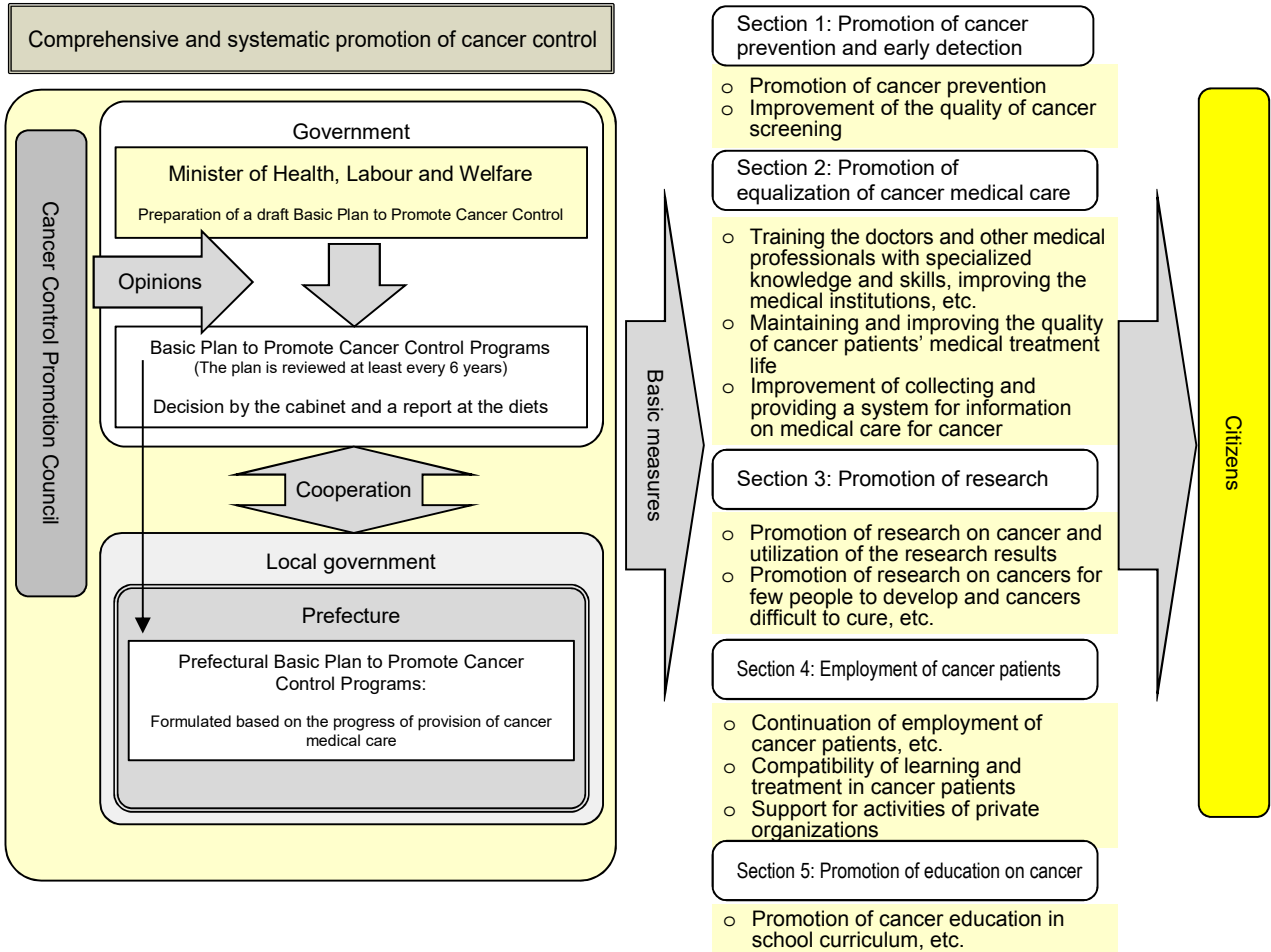 Comprehensive and systematic promotion of cancer control
Cancer Control Promotion Council
Government
Minister of Health, Labour and Welfare
Preparation of a draft Basic Plan to Promote Cancer Control
Opinions
Basic Plan to Promote Cancer Control Programs
(The plan is reviewed at least every 6 years)
Decision by the cabinet and a report at the diets
Cooperation
Local government
Prefecture
Prefectural Basic Plan to Promote Cancer
Control Programs:
Formulated based on the progress of provision of cancer
medical care
Basic measures
Section 1: Promotion of cancer
prevention and early detection
o Promotion of cancer prevention
o Improvement of the quality of cancer
screening
Section 2: Promotion of
equalization of cancer medical care
o Training the doctors and other medical
professionals with specialized
knowledge and skills, improving the
medical institutions, etc.
o Maintaining and improving the quality
of cancer patients’ medical treatment
life
o Improvement of collecting and
providing a system for information
on medical care for cancer
Section 3: Promotion of research
o Promotion of research on cancer and
utilization of the research results
o Promotion of research on cancers for
few people to develop and cancers
difficult to cure, etc.
Section 4: Employment of cancer patients
o Continuation of employment of
cancer patients, etc.
o Compatibility of learning and
treatment in cancer patients
o Support for activities of private
organizations
Section 5: Promotion of education on cancer
o Promotion of cancer education in
school curriculum, etc.
Citizens